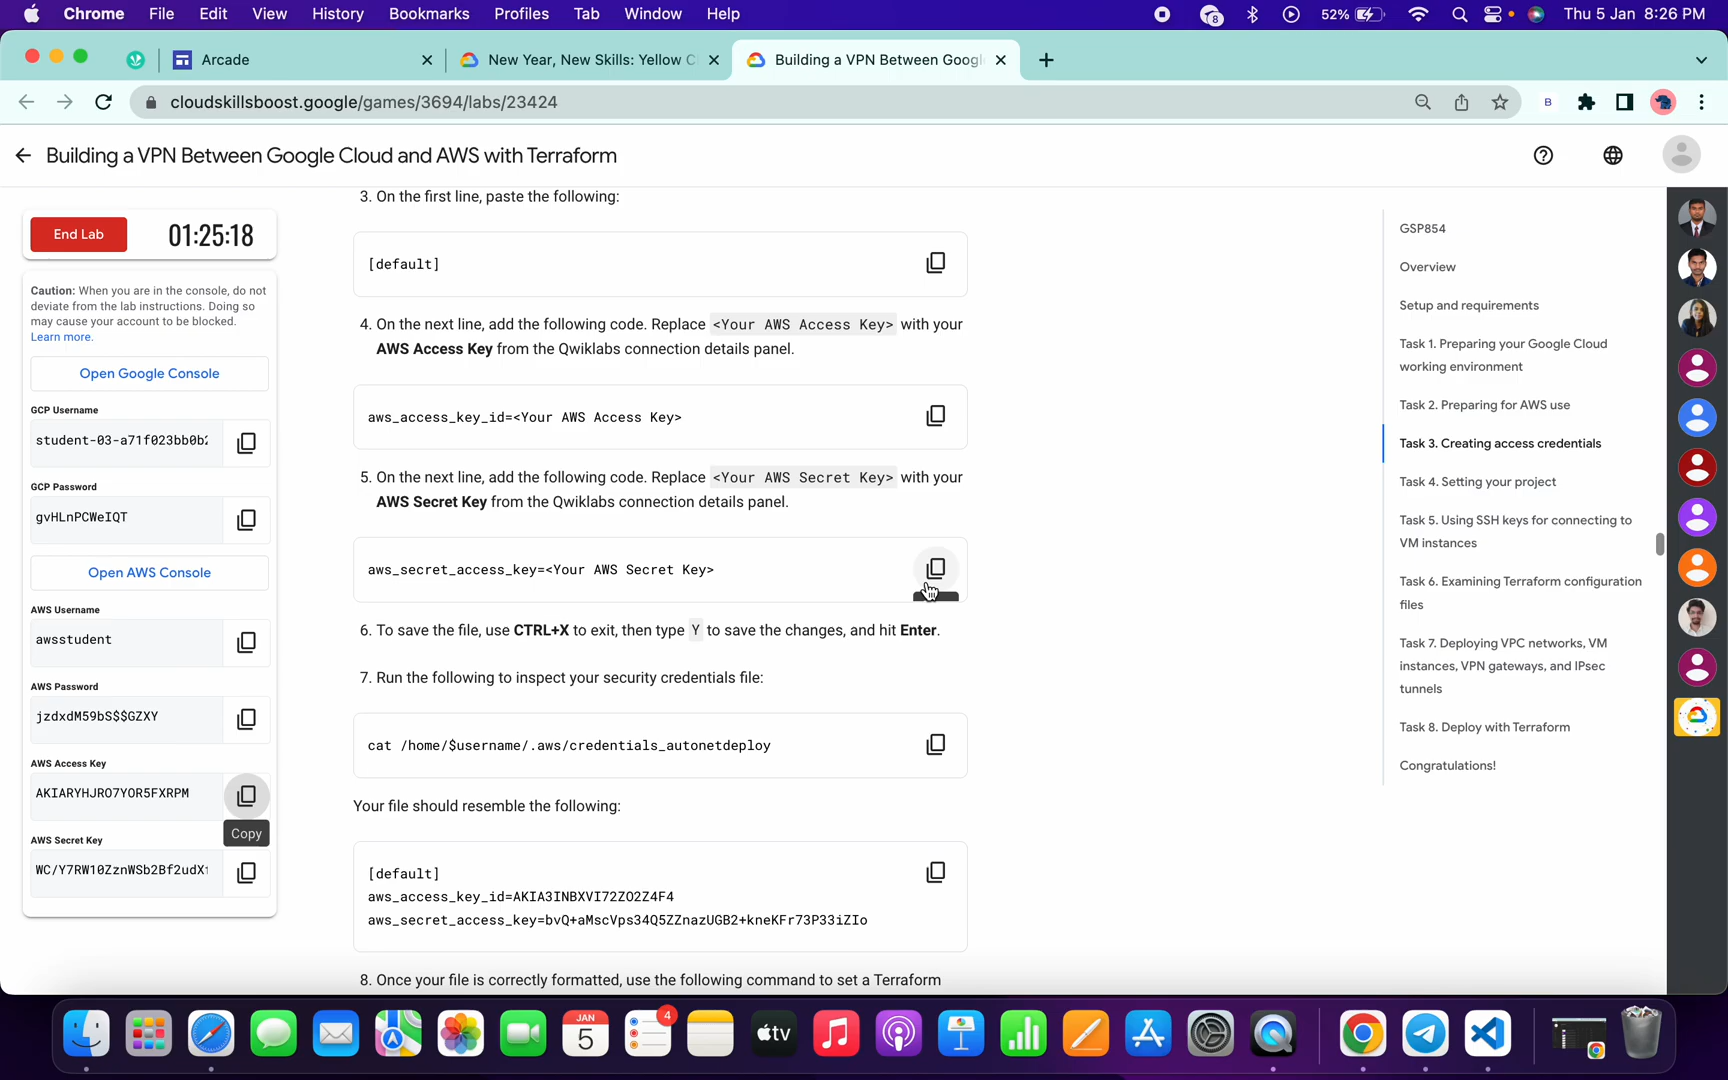 Chrome File Edit View History Bookmarks Profiles Tab Window Help
8 52% Thu 5 Jan 8:26 PM
Arcade
New Year, New Skills: Yellow C
Building a VPN Between Googl
cloudskillsboost.google/games/3694/labs/23424
B
Building a VPN Between Google Cloud and AWS with Terraform
End Lab
01:25:18
Caution: When you are in the console, do not
deviate from the lab instructions. Doing so
may cause your account to be blocked.
Learn more.
Open Google Console
GCP Username
student-03-a71f023bb0b2
GCP Password
gvHLnPCWeIQT
Open AWS Console
AWS Username
awsstudent
AWS Password
jzdxdM59bS$$GZXY
AWS Access Key
AKIARYHJRO7YOR5FXRPM
Copy
AWS Secret Key
WC/Y7RW10ZznWSb2Bf2udX
3. On the first line, paste the following:
[default]
4. On the next line, add the following code. Replace <Your AWS Access Key> with your
AWS Access Key from the Qwiklabs connection details panel.
aws_access_key_id=<Your AWS Access Key>
5. On the next line, add the following code. Replace <Your AWS Secret Key> with your
AWS Secret Key from the Qwiklabs connection details panel.
aws_secret_access_key=<Your AWS Secret Key>
6. To save the file, use CTRL+X to exit, then type Y to save the changes, and hit Enter.
7. Run the following to inspect your security credentials file:
cat /home/$username/.aws/credentials_autonetdeploy
Your file should resemble the following:
[default]
aws_access_key_id=AKIA3INBXVI72ZO2Z4F4
aws_secret_access_key=bvQ+aMscVps34Q5ZZnazUGB2+kneKFr73P33iZIo
8. Once your file is correctly formatted, use the following command to set a Terraform
GSP854
Overview
Setup and requirements
Task 1. Preparing your Google Cloud
working environment
Task 2. Preparing for AWS use
Task 3. Creating access credentials
Task 4. Setting your project
Task 5. Using SSH keys for connecting to
VM instances
Task 6. Examining Terraform configuration
files
Task 7. Deploying VPC networks, VM
instances, VPN gateways, and IPsec
tunnels
Task 8. Deploy with Terraform
Congratulations!
JAN
5
4
tv